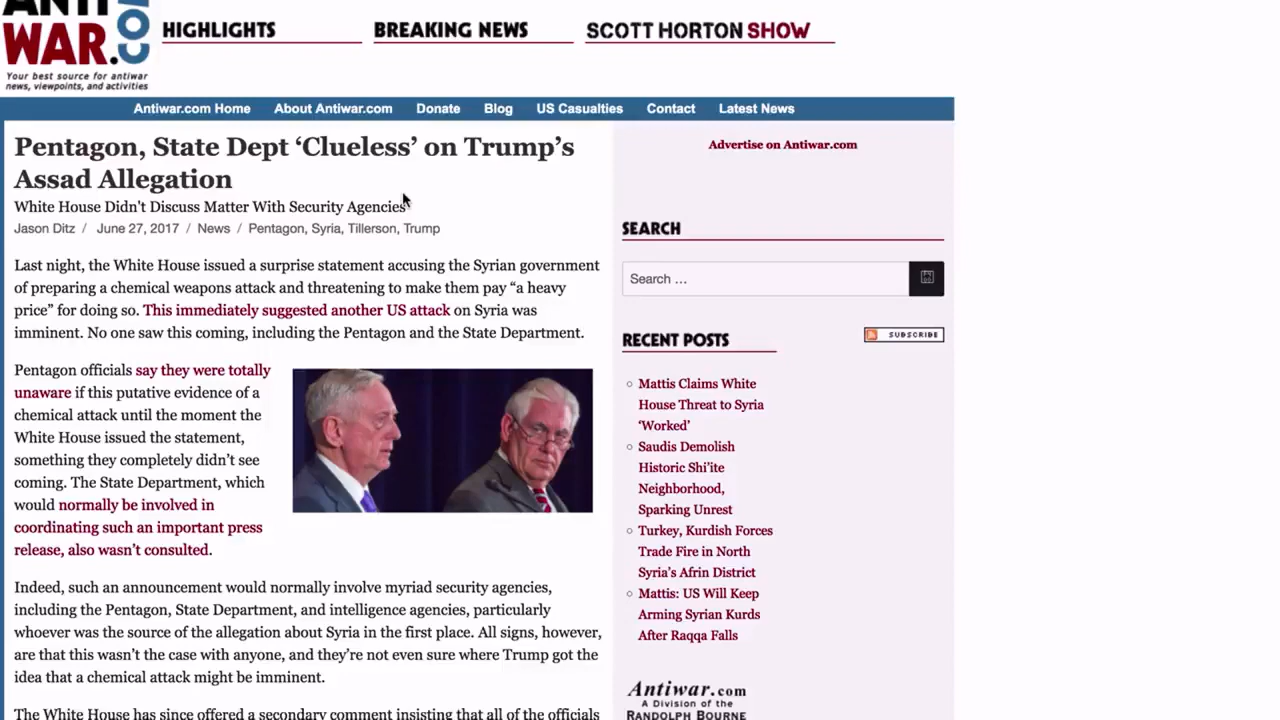 ANTI
WAR.COM
Your best source for antiwar
news, viewpoints, and activities
HIGHLIGHTS
BREAKING NEWS
SCOTT HORTON SHOW
Antiwar.com Home
About Antiwar.com
Donate
Blog
US Casualties
Contact
Latest News
Pentagon, State Dept ‘Clueless’ on Trump’s
Assad Allegation
White House Didn't Discuss Matter With Security Agencies
Jason Ditz / June 27, 2017 / News / Pentagon, Syria, Tillerson, Trump
Last night, the White House issued a surprise statement accusing the Syrian government
of preparing a chemical weapons attack and threatening to make them pay “a heavy
price” for doing so. This immediately suggested another US attack on Syria was
imminent. No one saw this coming, including the Pentagon and the State Department.
Pentagon officials say they were totally
unaware if this putative evidence of a
chemical attack until the moment the
White House issued the statement,
something they completely didn’t see
coming. The State Department, which
would normally be involved in
coordinating such an important press
release, also wasn’t consulted.
Indeed, such an announcement would normally involve myriad security agencies,
including the Pentagon, State Department, and intelligence agencies, particularly
whoever was the source of the allegation about Syria in the first place. All signs, however,
are that this wasn’t the case with anyone, and they’re not even sure where Trump got the
idea that a chemical attack might be imminent.
The White House has since offered a secondary comment insisting that all of the officials
Advertise on Antiwar.com
SEARCH
Search ...
SUBSCRIBE
RECENT POSTS
Mattis Claims White
House Threat to Syria
‘Worked’
Saudis Demolish
Historic Shi’ite
Neighborhood,
Sparking Unrest
Turkey, Kurdish Forces
Trade Fire in North
Syria’s Afrin District
Mattis: US Will Keep
Arming Syrian Kurds
After Raqqa Falls
Antiwar.com
A Division of the
RANDOLPH BOURNE